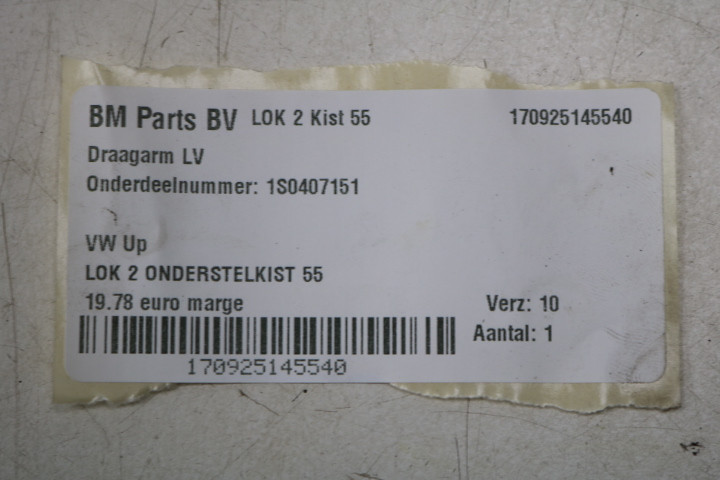 BM Parts BV LOK 2 Kist 55 170925145540
Draagarm LV
Onderdeelnummer: 1S0407151
VW Up
LOK 2 ONDERSTELKIST 55
19.78 euro marge Verz: 10
Aantal: 1
170925145540